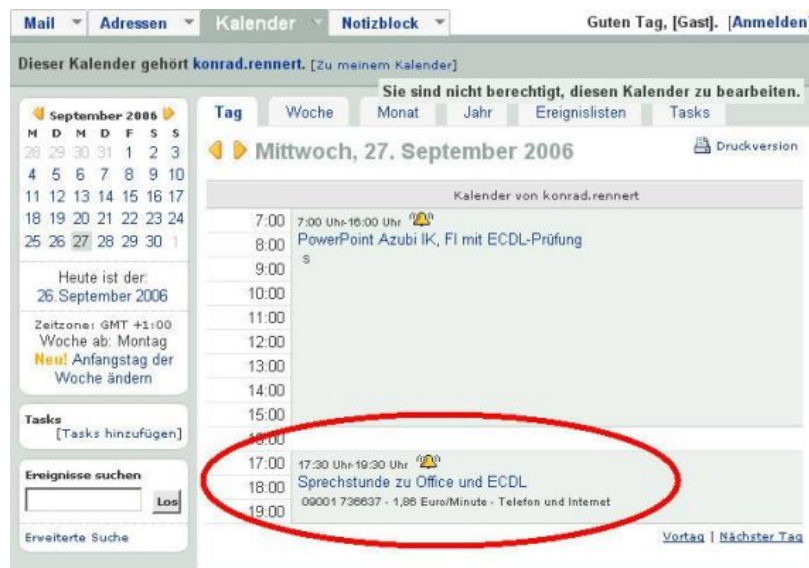 Mail Adressen Kalender Notizblock Guten Tag, [Gast]. [Anmelden
Dieser Kalender gehört konrad.rennert. [Zu meinem Kalender]
Sie sind nicht berechtigt, diesen Kalender zu bearbeiten.
September 2006
M D M D F S S
28 29 30 31 1 2 3
4 5 6 7 8 9 10
11 12 13 14 15 16 17
18 19 20 21 22 23 24
25 26 27 28 29 30 1
Heute ist der:
26.September 2006
Zeitzone: GMT +1:00
Woche ab: Montag
Neu! Anfangstag der
Woche ändern
Tasks
[Tasks hinzufügen]
Ereignisse suchen
Los
Erweiterte Suche
Tag Woche Monat Jahr Ereignislisten Tasks
Mittwoch, 27. September 2006
Druckversion
Kalender von konrad.rennert
7:00 7:00 Uhr-16:00 Uhr
8:00 PowerPoint Azubi IK, FI mit ECDL-Prüfung
9:00 s
10:00
11:00
12:00
13:00
14:00
15:00
16:00
17:00 17:30 Uhr-19:30 Uhr
18:00 Sprechstunde zu Office und ECDL
19:00 09001 736637 - 1,86 Euro/Minute - Telefon und Internet
Vortag | Nächster Tag